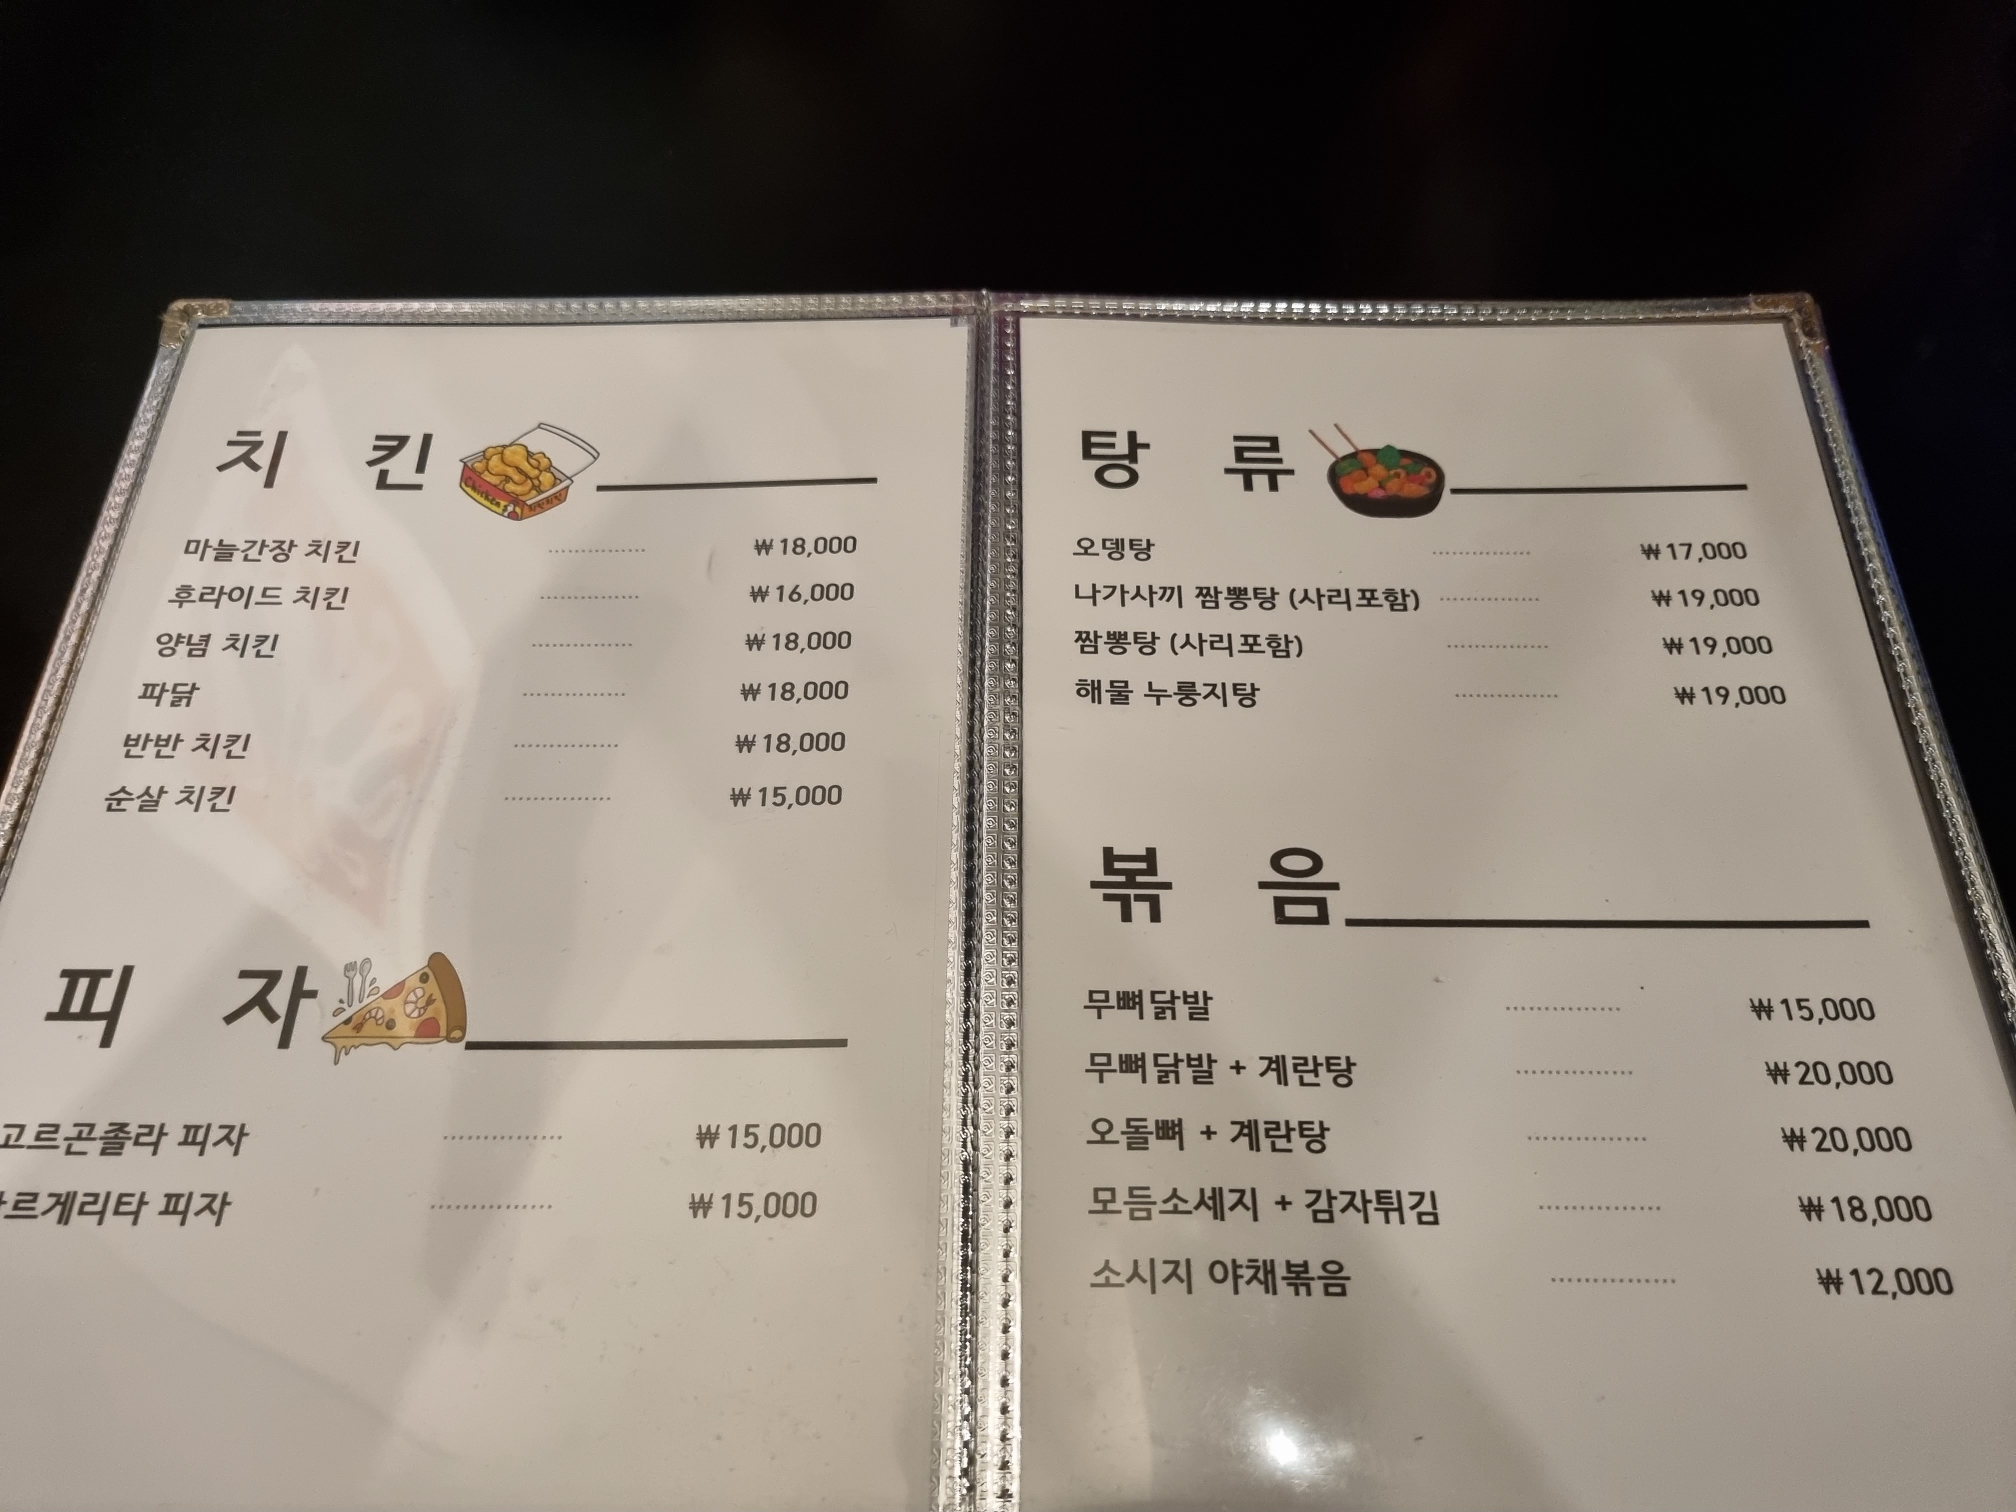 치 킨
Chicken
마늘간장 치킨 ₩18,000
후라이드 치킨 ₩16,000
양념 치킨 ₩18,000
파닭 ₩18,000
반반 치킨 ₩18,000
순살 치킨 ₩15,000
피 자
고르곤졸라 피자 ₩15,000
마르게리타 피자 ₩15,000
탕 류
오뎅탕 ₩17,000
나가사끼 짬뽕탕 (사리포함) ₩19,000
짬뽕탕 (사리포함) ₩19,000
해물 누룽지탕 ₩19,000
볶 음
무뼈닭발 ₩15,000
무뼈닭발 + 계란탕 ₩20,000
오돌뼈 + 계란탕 ₩20,000
모듬소세지 + 감자튀김 ₩18,000
소시지 야채볶음 ₩12,000